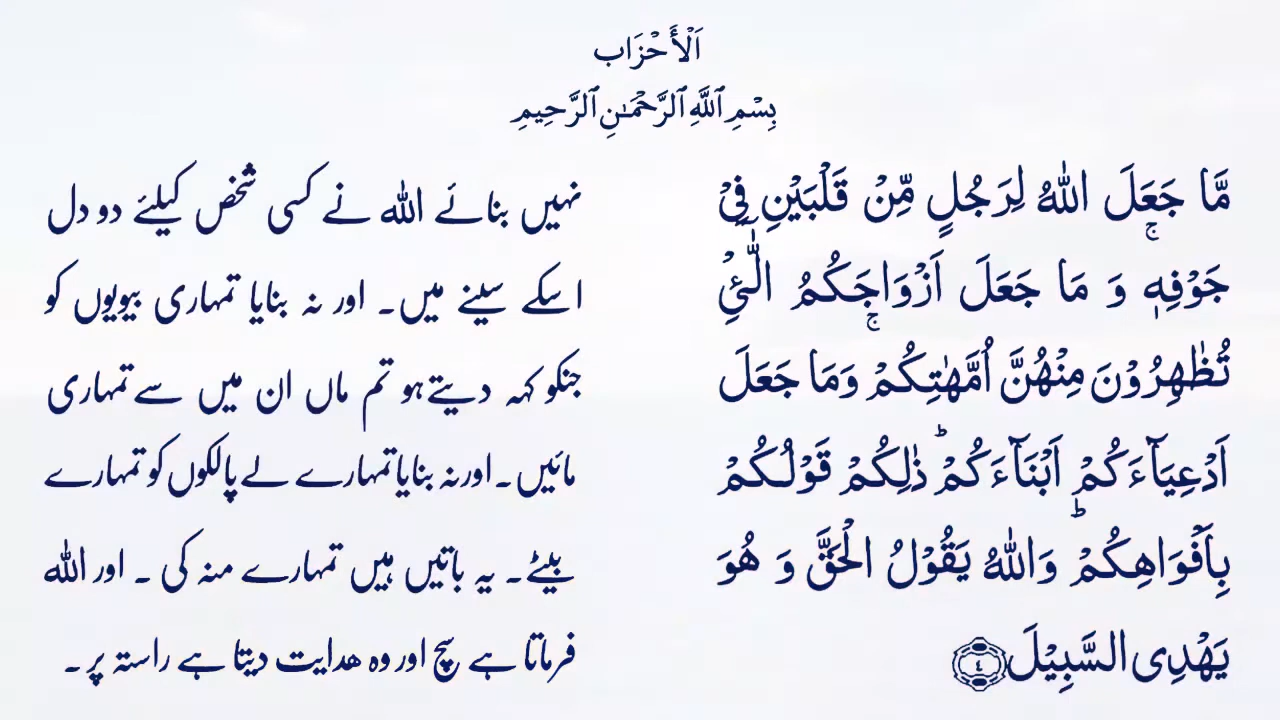 اَلْأَحْزَاب
بِسْمِ ٱللَّهِ ٱلرَّحْمَـٰنِ ٱلرَّحِيمِ
مَّا جَعَلَ اللّٰهُ لِرَجُلٍ مِّنْ قَلْبَيْنِ فِيْ
جَوْفِهٖ ۚ وَ مَا جَعَلَ اَزْوَاجَكُمُ الّٰٓـئِْ
تُظٰهِرُوْنَ مِنْهُنَّ اُمَّهٰتِكُمْ ۚ وَمَا جَعَلَ
اَدْعِيَآءَكُمْ اَبْنَآءَكُمْ ؕ ذٰلِكُمْ قَوْلُكُمْ
بِاَفْوَاهِكُمْ ؕ وَاللّٰهُ يَقُوْلُ الْحَقَّ وَ هُوَ
يَهْدِى السَّبِيْلَ ۝۴
نہیں بنائے اللہ نے کسی شخص کیلئے دو دل
اسکے سینے میں۔ اور نہ بنایا تمہاری بیویوں کو
جنکو کہہ دیتے ہو تم ماں ان میں سے تمہاری
مائیں۔ اور نہ بنایا تمہارے لے پالکوں کو تمہارے
بیٹے۔ یہ باتیں ہیں تمہارے منہ کی ۔ اور اللہ
فرماتا ہے سچ اور وہ ھدایت دیتا ہے راستہ پر۔